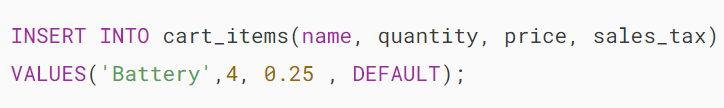 INSERT INTO cart_items(name, quantity, price, sales_tax)
VALUES('Battery',4, 0.25 , DEFAULT);